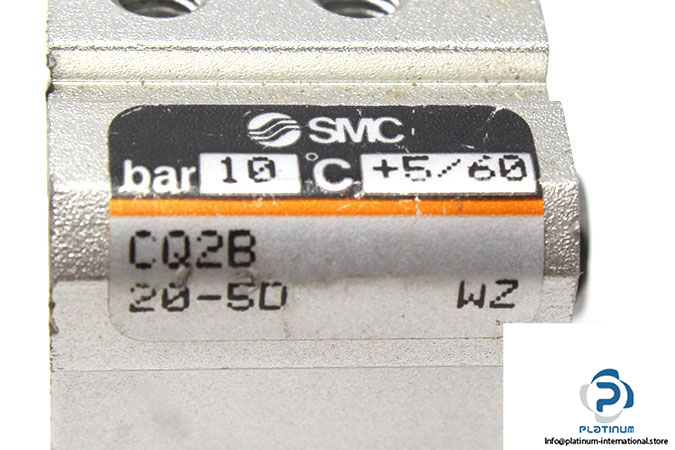 SMC
bar 10 °C +5/60
CQ2B
20-5D WZ
PLATINUM
Info@platinum-international.store